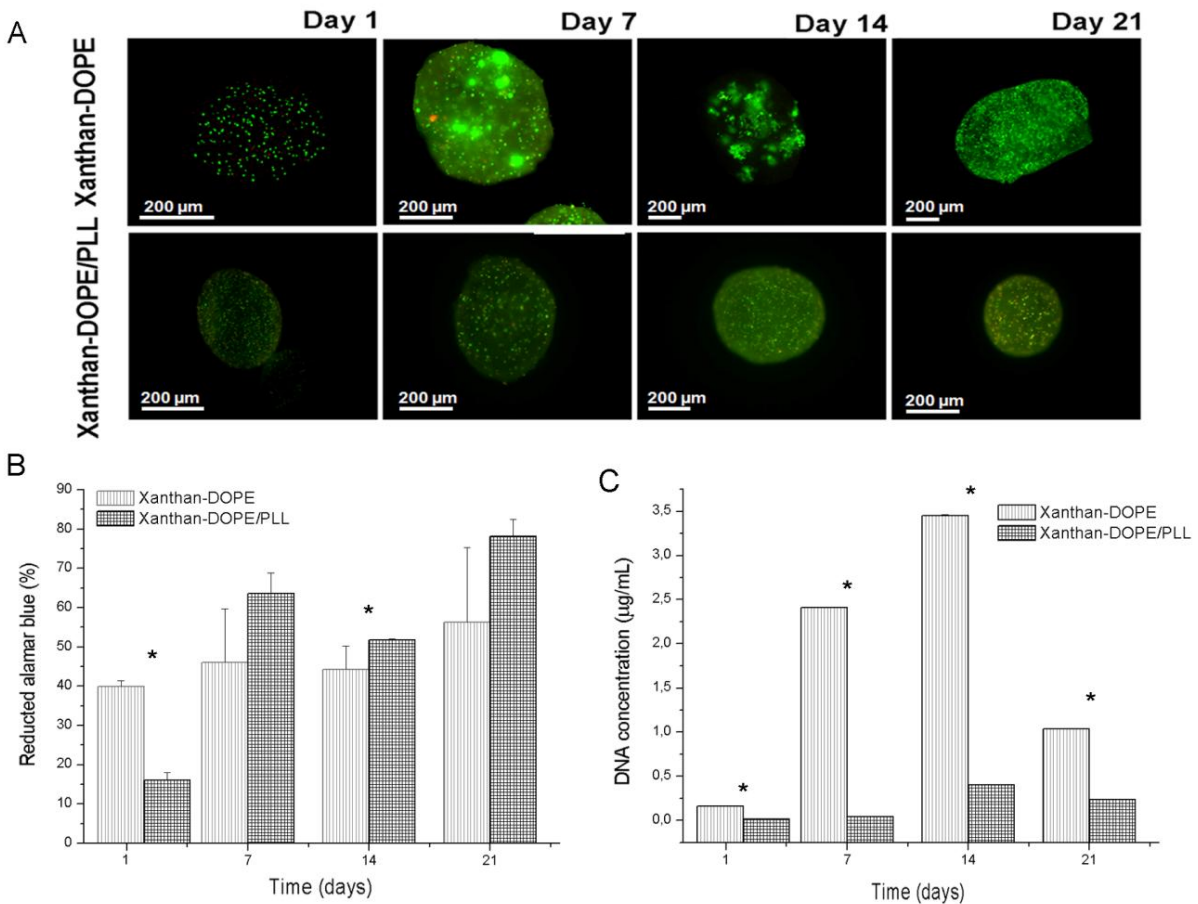 A
Day 1
Day 7
Day 14
Day 21
Xanthan-DOPE
200 µm
200 µm
200 µm
200 µm
Xanthan-DOPE/PLL
200 µm
200 µm
200 µm
200 µm
B
Reducted alamar blue (%)
90
80
70
60
50
40
30
20
10
0
Xanthan-DOPE
Xanthan-DOPE/PLL
*
*
1
7
14
21
Time (days)
C
DNA concentration (µg/mL)
3,5
3,0
2,5
2,0
1,5
1,0
0,5
0,0
Xanthan-DOPE
Xanthan-DOPE/PLL
*
*
*
*
1
7
14
21
Time (days)